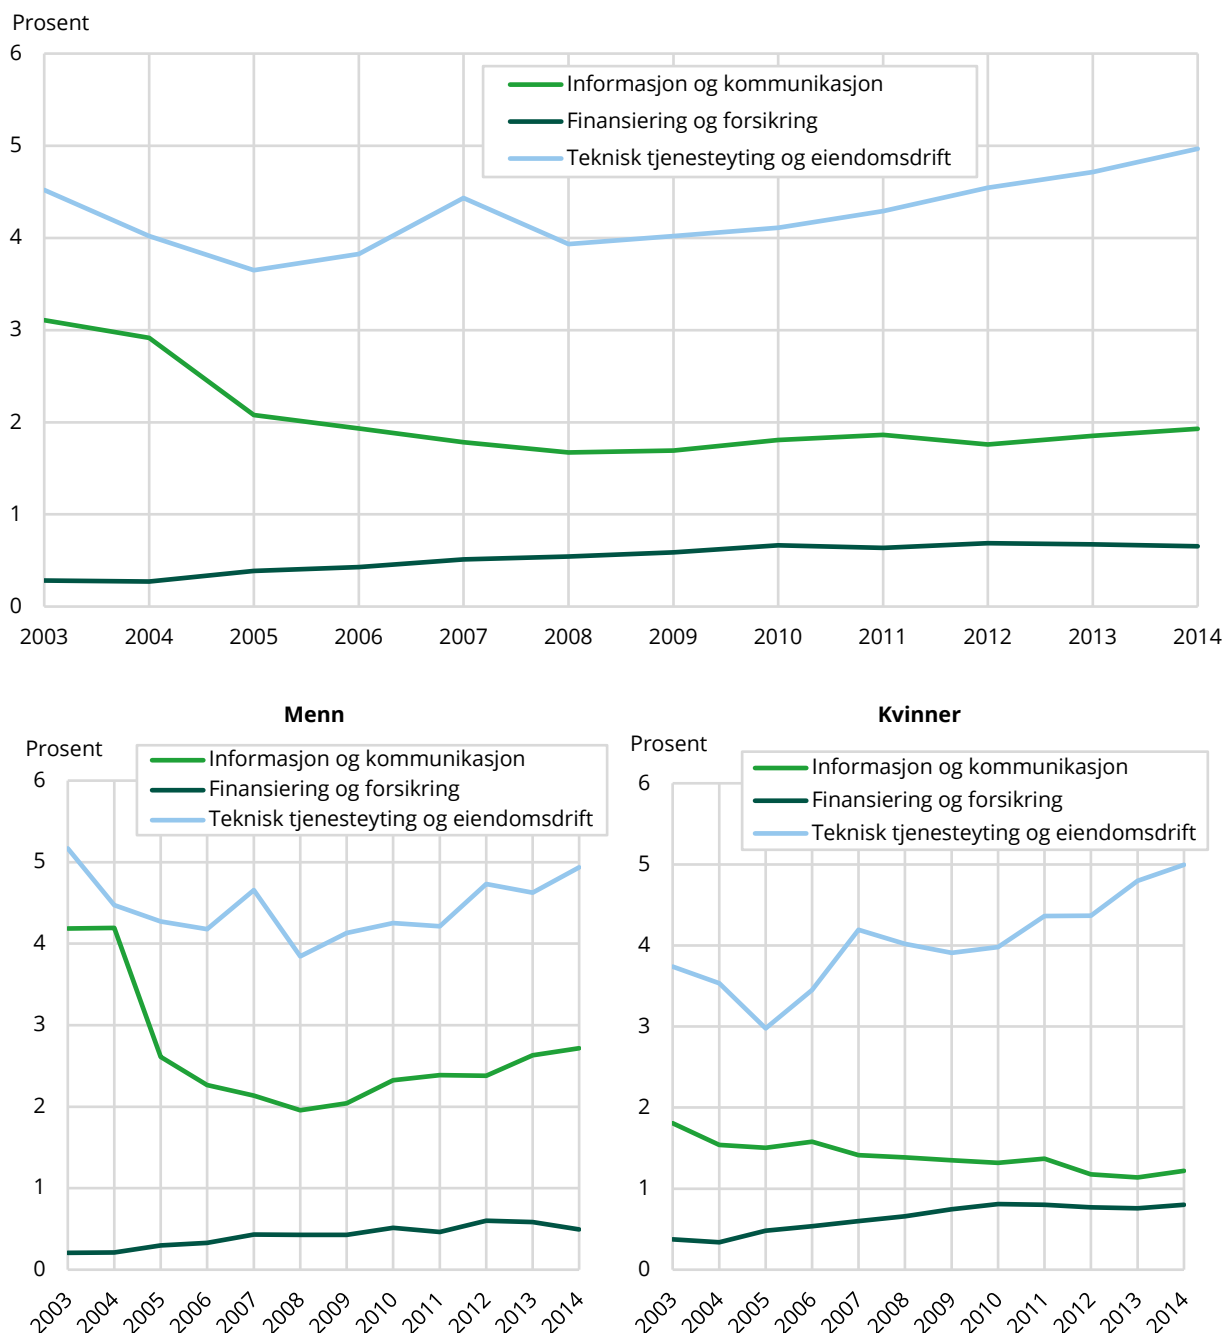 Prosent
6
Informasjon og kommunikasjon
Finansiering og forsikring
5
Teknisk tjenesteyting og eiendomsdrift
4
3
2
1
0
2003 2004 2005 2006 2007 2008 2009 2010 2011 2012 2013 2014
Menn
Prosent
Informasjon og kommunikasjon
6
Finansiering og forsikring
Teknisk tjenesteyting og eiendomsdrift
5
4
3
2
1
0
2003 2004 2005 2006 2007 2008 2009 2010 2011 2012 2013 2014
Kvinner
Prosent
Informasjon og kommunikasjon
6
Finansiering og forsikring
Teknisk tjenesteyting og eiendomsdrift
5
4
3
2
1
0
2003 2004 2005 2006 2007 2008 2009 2010 2011 2012 2013 2014